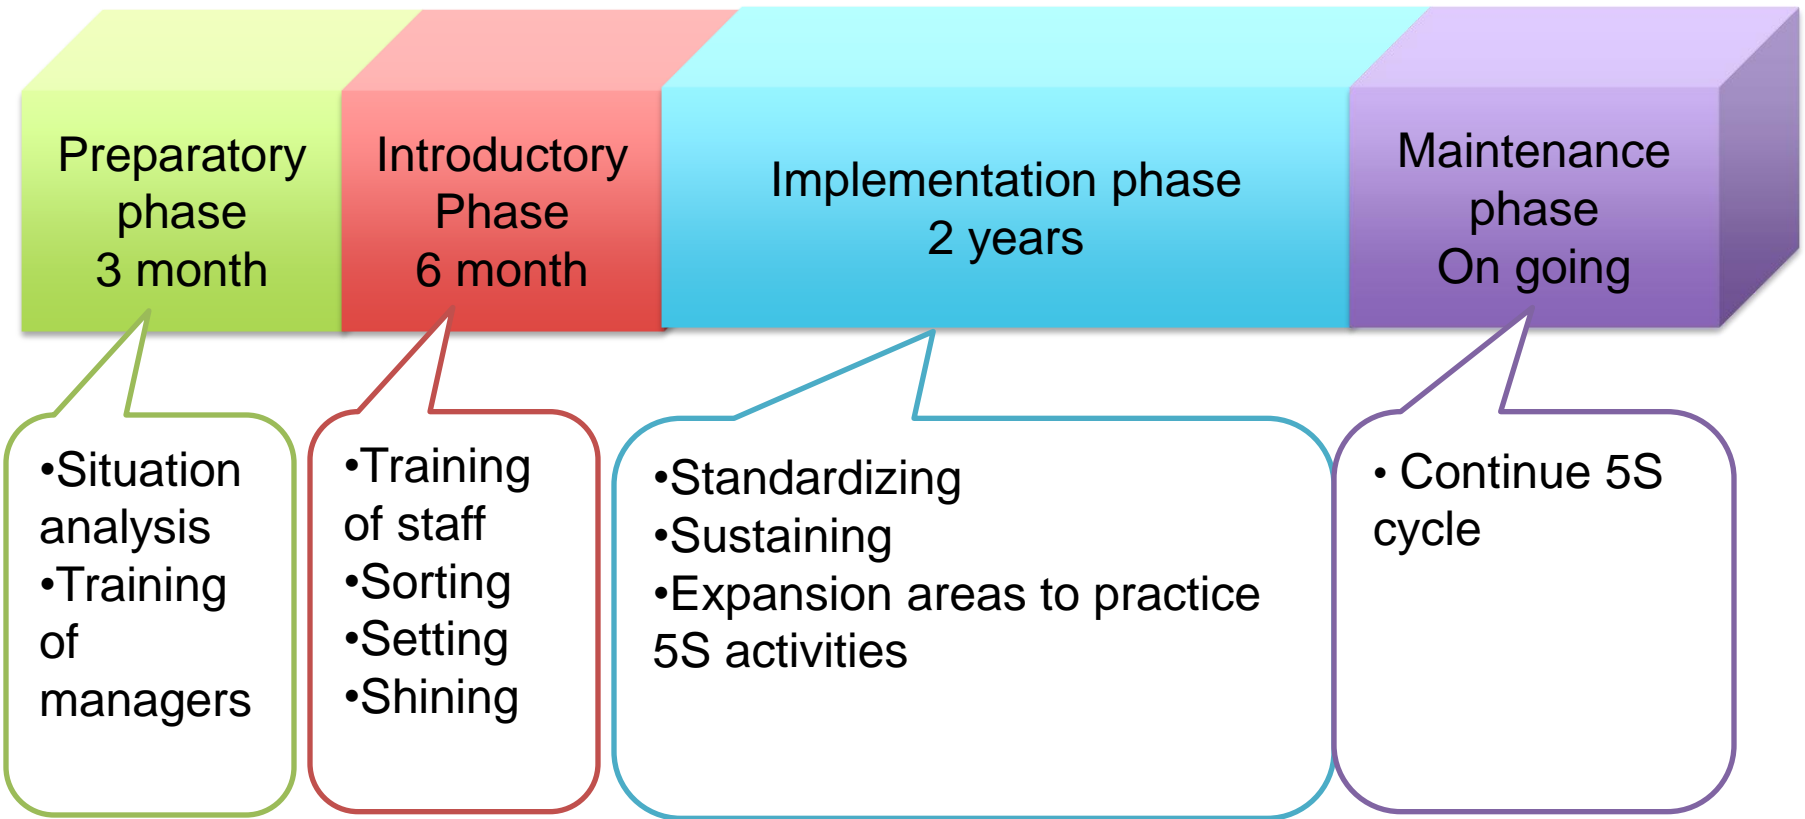 Preparatory
phase
3 month
Introductory
Phase
6 month
Implementation phase
2 years
Maintenance
phase
On going
•Situation
analysis
•Training
of
managers
•Training
of staff
•Sorting
•Setting
•Shining
•Standardizing
•Sustaining
•Expansion areas to practice
5S activities
• Continue 5S
cycle